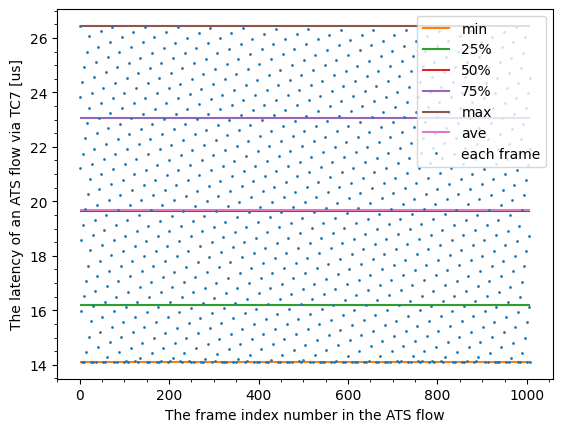 The latency of an ATS flow via TC7 [us]
26
24
22
20
18
16
14
min
25%
50%
75%
max
ave
each frame
0
200
400
600
800
1000
The frame index number in the ATS flow